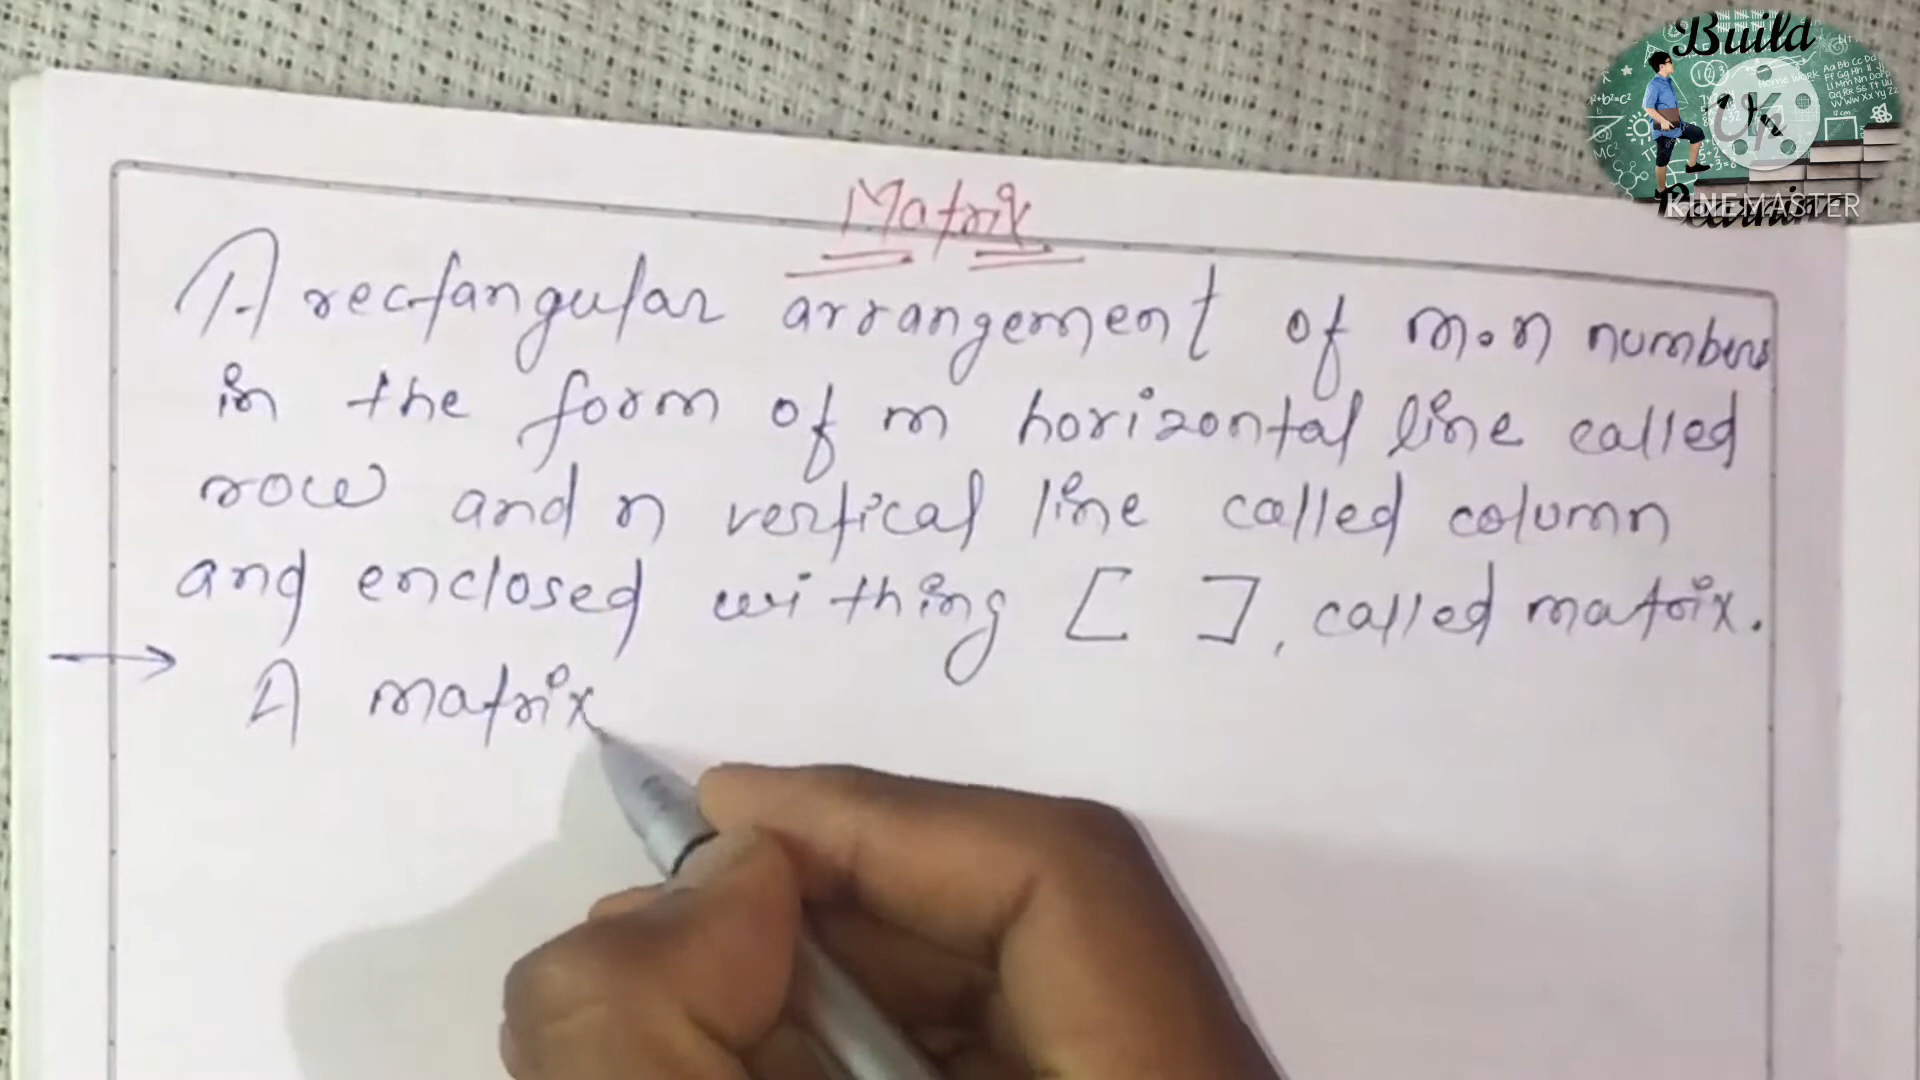 Build
KINEMASTER
Matrix
A rectangular arrangement of m.n numbers
in the form of m horizontal line called
row and n vertical line called column
and enclosed withing [ ], called matrix.
→ A matrix